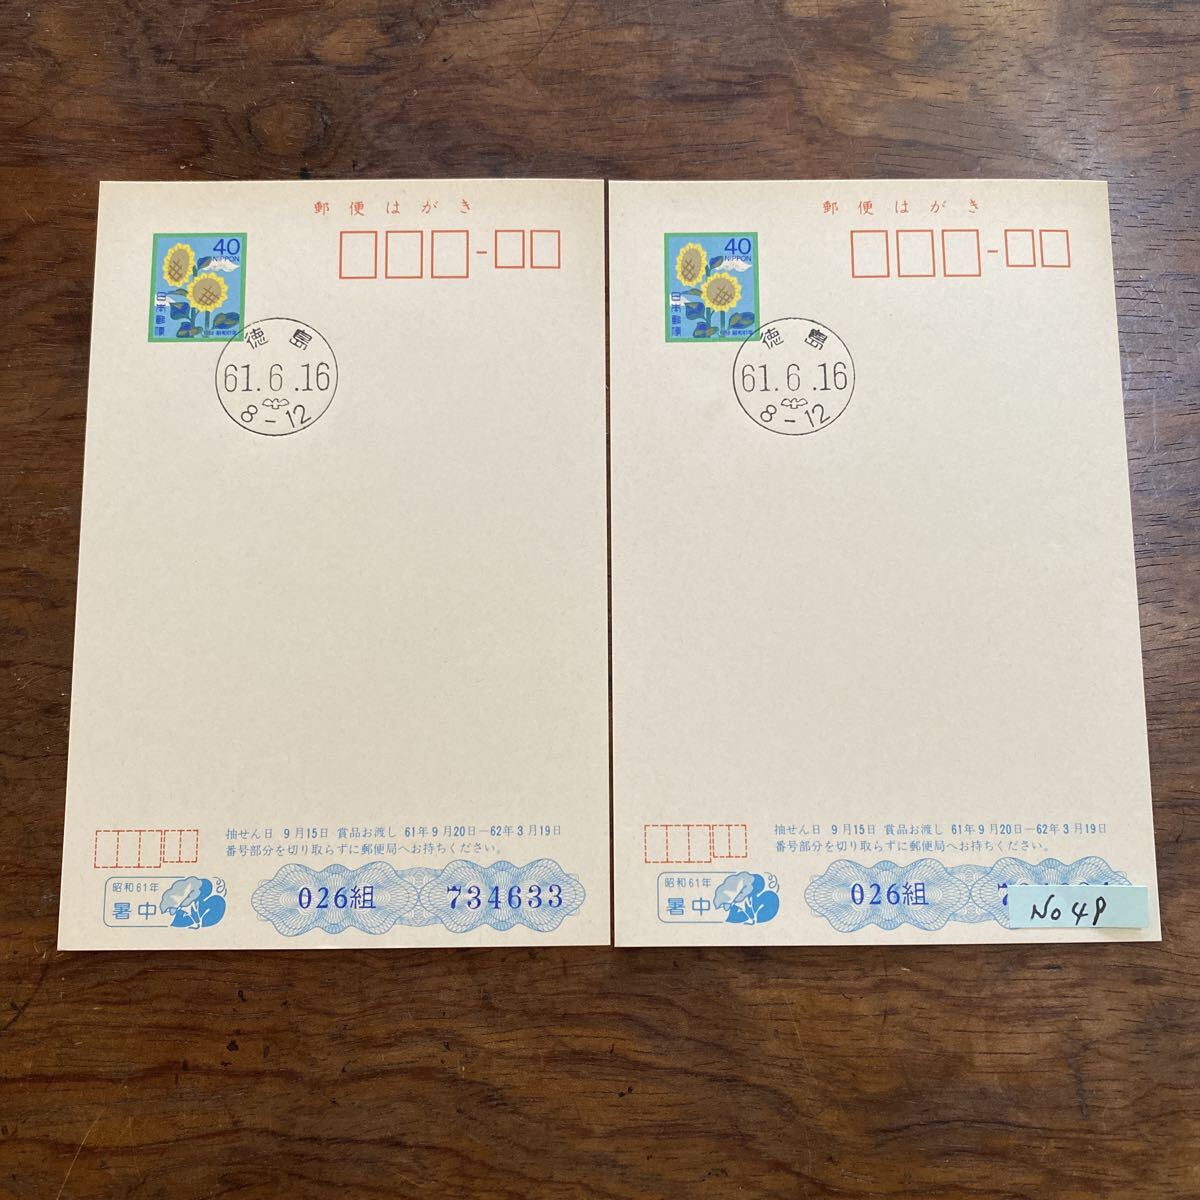 郵便はがき
40
NIPPON
日本郵便
徳島
61.6.16
8-12
抽せん日 9月15日 賞品お渡し 61年9月20日―62年3月19日
番号部分を切り取らずに郵便局へお持ちください。
昭和61年
暑中
026組 734633
郵便はがき
40
NIPPON
日本郵便
徳島
61.6.16
8-12
抽せん日 9月15日 賞品お渡し 61年9月20日―62年3月19日
番号部分を切り取らずに郵便局へお持ちください。
昭和61年
暑中
026組
No 49